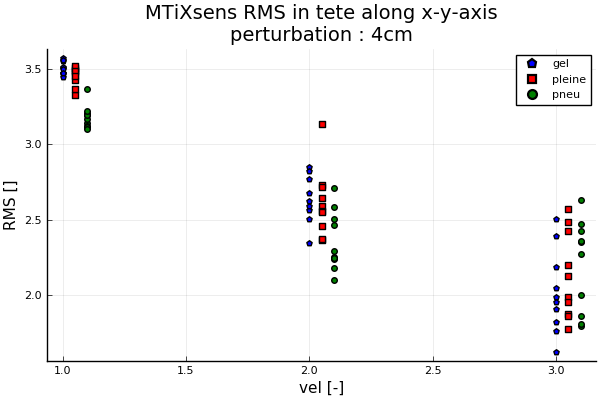 MTiXsens RMS in tete along x-y-axis
perturbation : 4cm
gel
pleine
pneu
RMS []
3.5
3.0
2.5
2.0
1.0
1.5
2.0
2.5
3.0
vel [-]